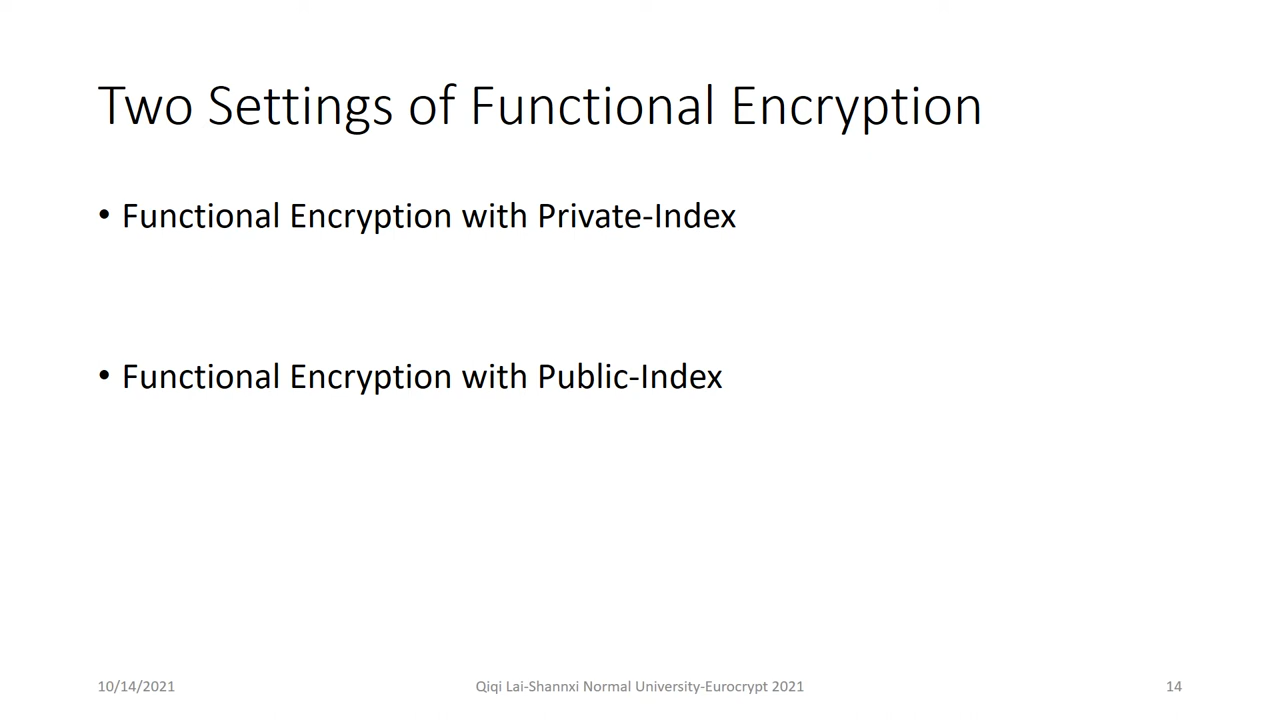 Two Settings of Functional Encryption
• Functional Encryption with Private-Index
• Functional Encryption with Public-Index
10/14/2021
Qiqi Lai-Shannxi Normal University-Eurocrypt 2021
14